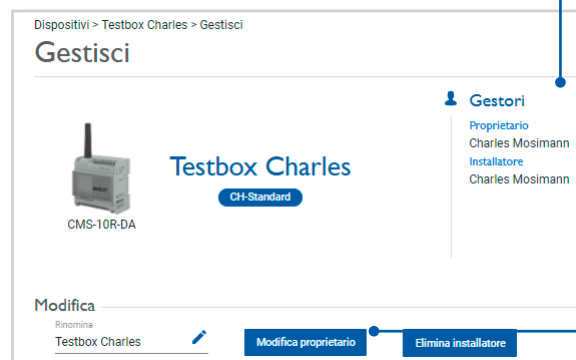 Dispositivi > Testbox Charles > Gestisci
Gestisci
Gestori
Proprietario
Charles Mosimann
Installatore
Charles Mosimann
Testbox Charles
CH-Standard
CMS-10R-DA
Modifica
Rinomina
Testbox Charles
Modifica proprietario
Elimina installatore